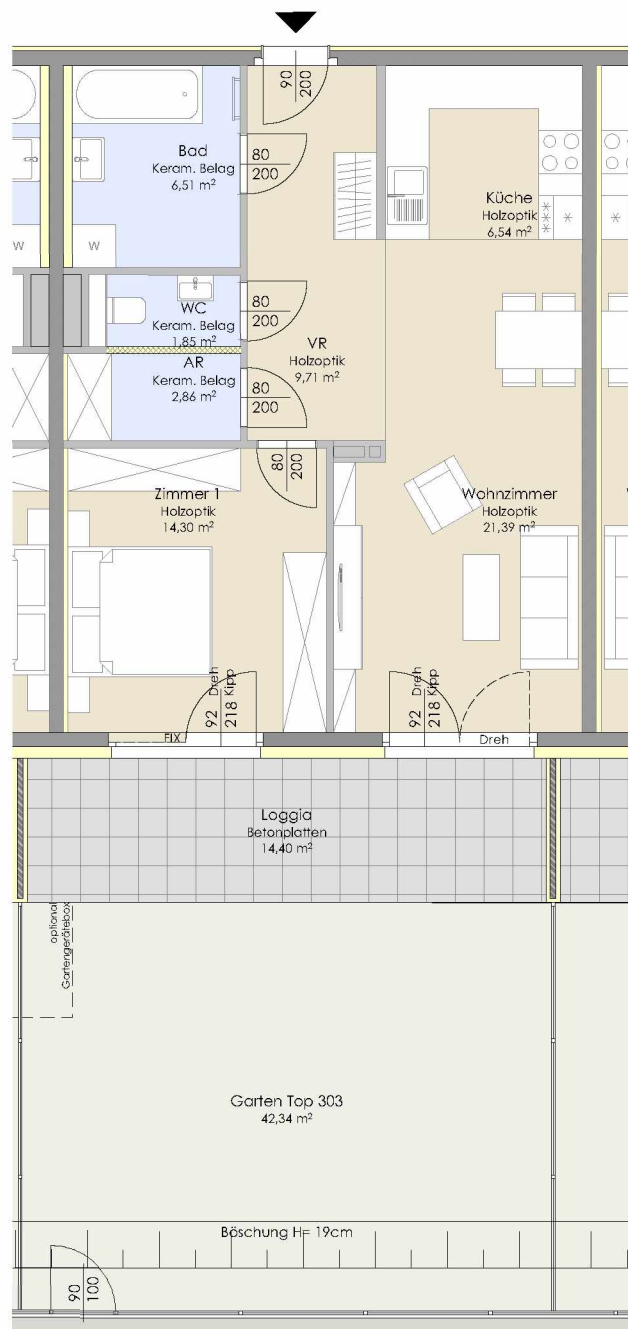 90
200
Bad
Keram. Belag
6,51 m²
80
200
Küche
Holzoptik
6,54 m²
*
*
*
*
*
W
W
WC
Keram. Belag
1,85 m²
80
200
VR
Holzoptik
9,71 m²
AR
Keram. Belag
2,86 m²
80
200
80
200
Zimmer 1
Holzoptik
14,30 m²
Wohnzimmer
Holzoptik
21,39 m²
92 Dreh
218 Kipp
92 Dreh
218 Kipp
FIX
Dreh
Loggia
Betonplatten
14,40 m²
optional
Gartengerätebox
Garten Top 303
42,34 m²
Böschung H= 19cm
90
100